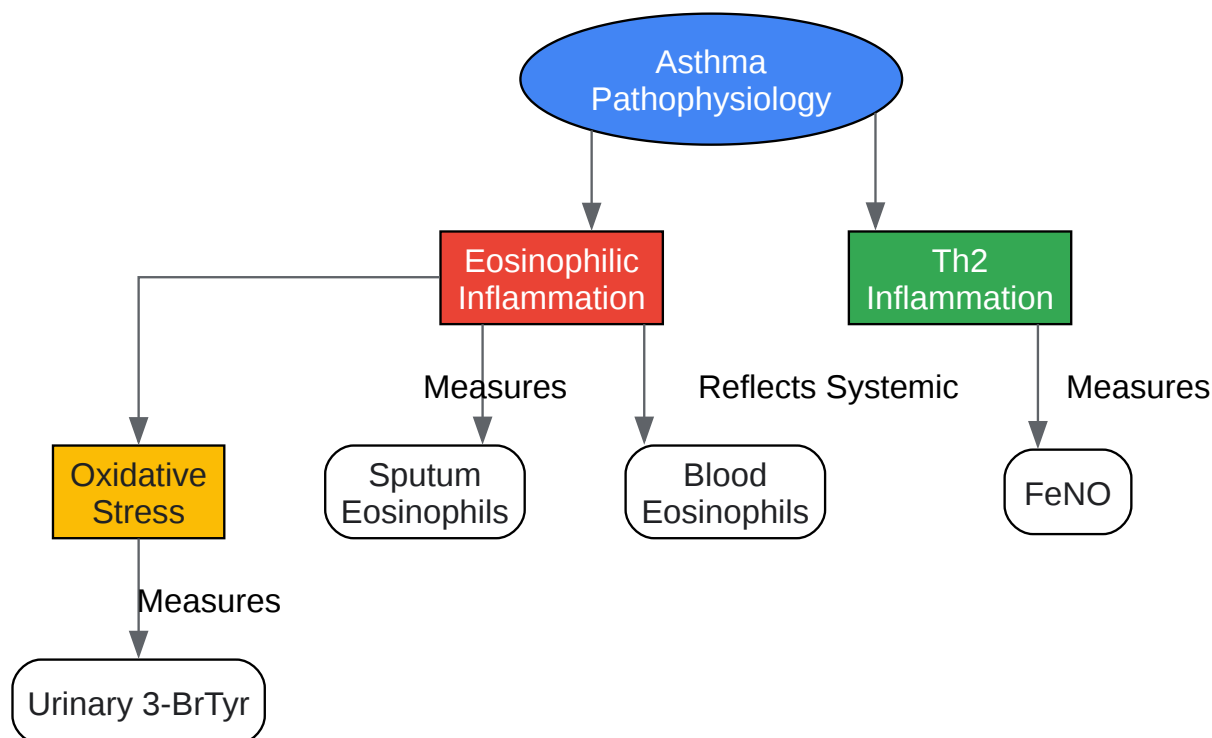 Asthma
Pathophysiology
Eosinophilic
Inflammation
Th2
Inflammation
Measures
Reflects Systemic
Measures
Oxidative
Stress
Sputum
Eosinophils
Blood
Eosinophils
FeNO
Measures
Urinary 3-BrTyr